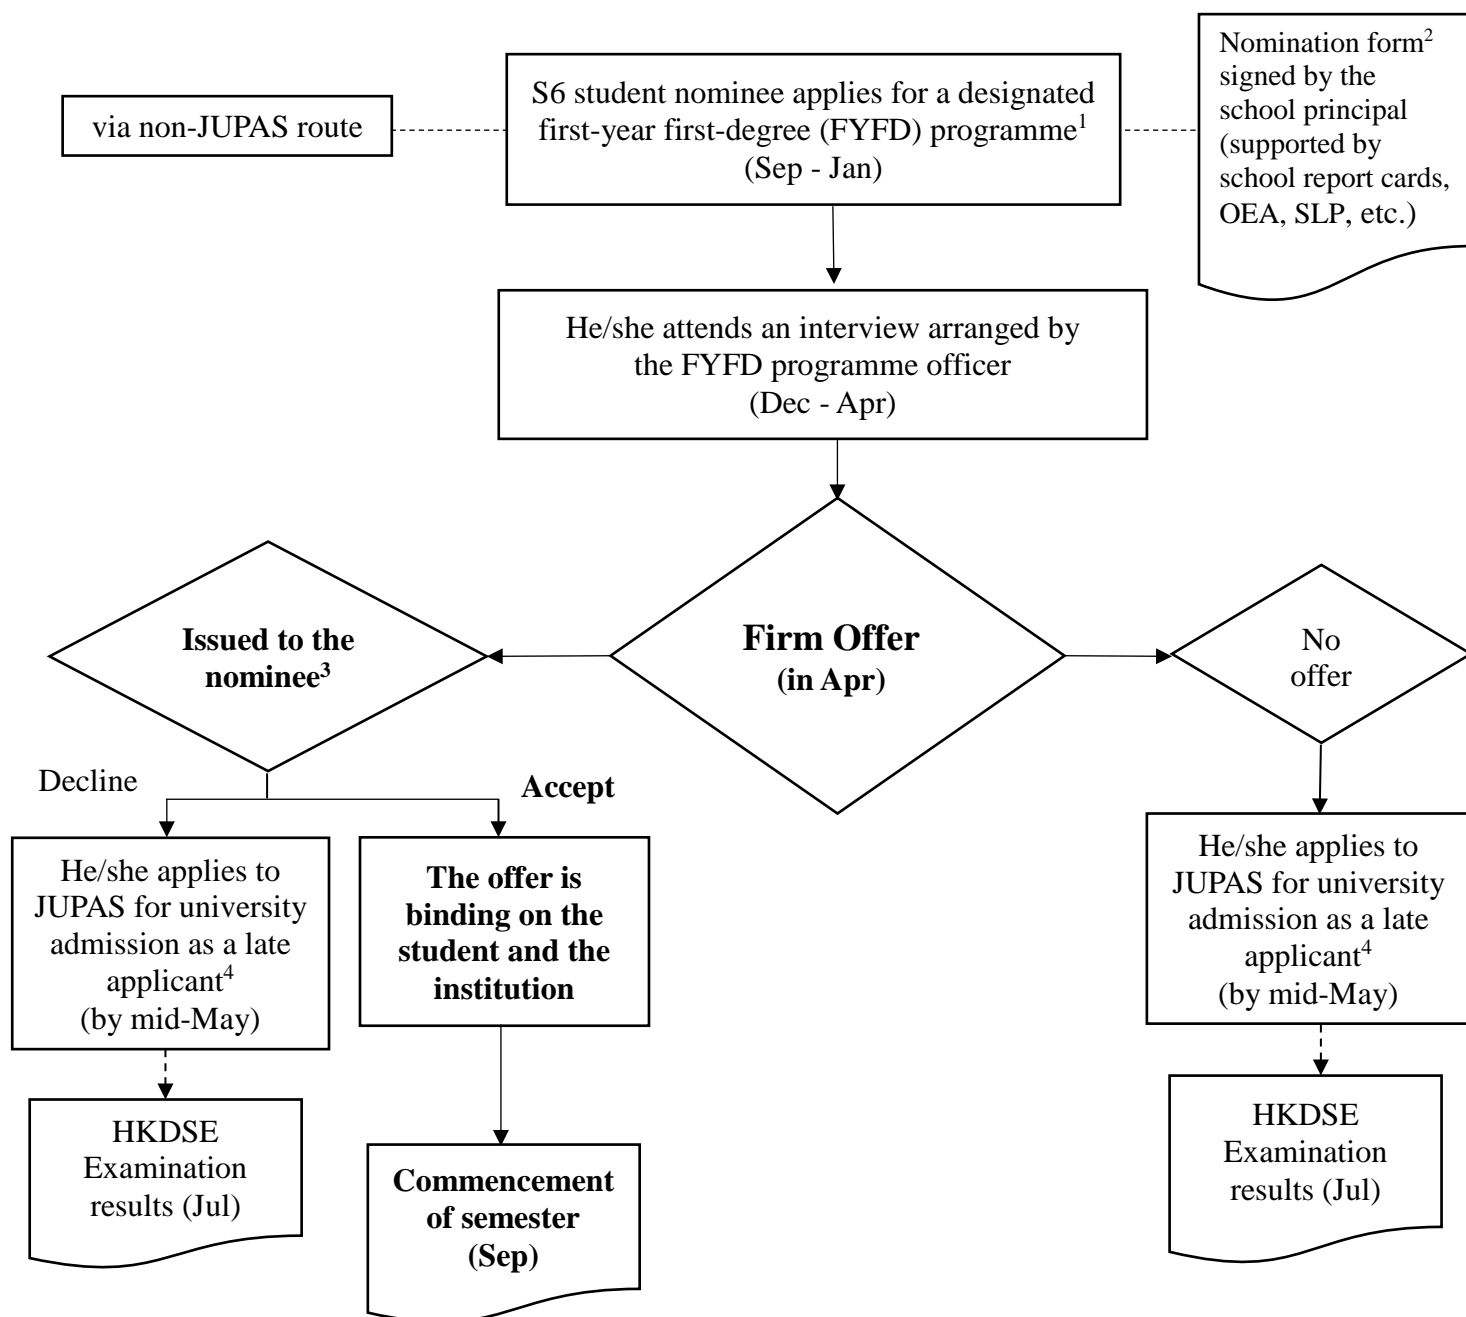 via non-JUPAS route
S6 student nominee applies for a designated
first-year first-degree (FYFD) programme¹
(Sep - Jan)
Nomination form²
signed by the
school principal
(supported by
school report cards,
OEA, SLP, etc.)
He/she attends an interview arranged by
the FYFD programme officer
(Dec - Apr)
Issued to the
nominee³
Firm Offer
(in Apr)
No
offer
Decline
Accept
He/she applies to
JUPAS for university
admission as a late
applicant⁴
(by mid-May)
The offer is
binding on the
student and the
institution
He/she applies to
JUPAS for university
admission as a late
applicant⁴
(by mid-May)
HKDSE
Examination
results (Jul)
Commencement
of semester
(Sep)
HKDSE
Examination
results (Jul)